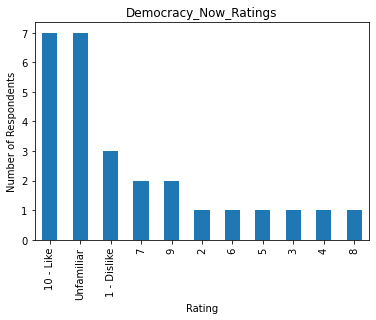 Democracy_Now_Ratings
Number of Respondents
7
6
5
4
3
2
1
0
10 - Like
Unfamiliar
1 - Dislike
7
9
2
6
5
3
4
8
Rating